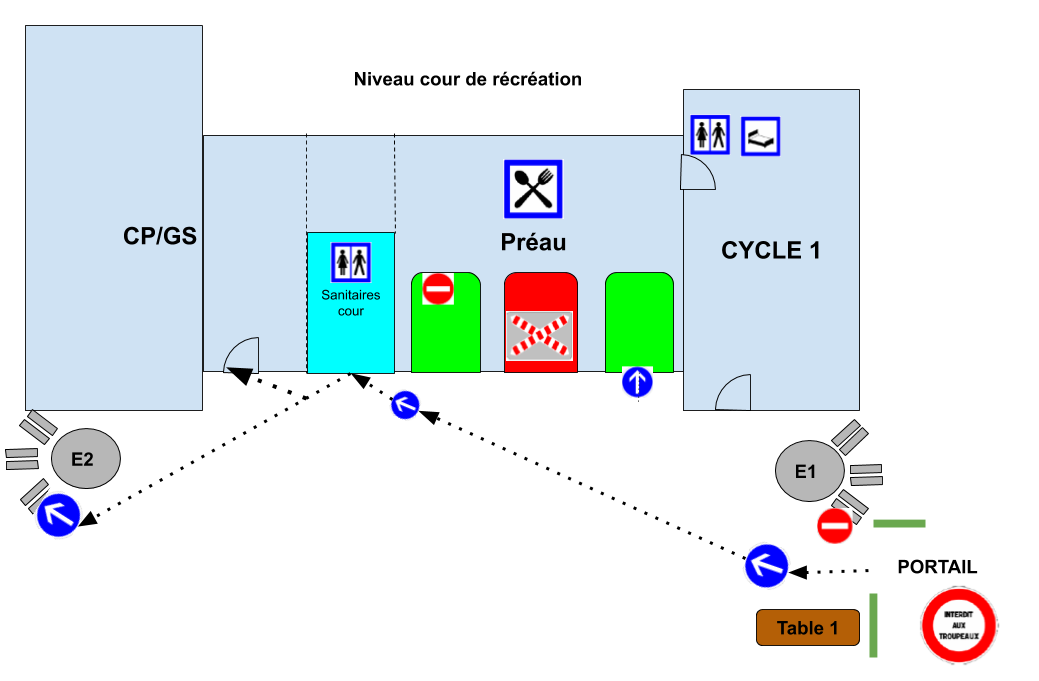 Niveau cour de récréation
CP/GS
Préau
CYCLE 1
Sanitaires
cour
E2
E1
PORTAIL
Table 1
INTERDIT
AUX
TROUPEAUX